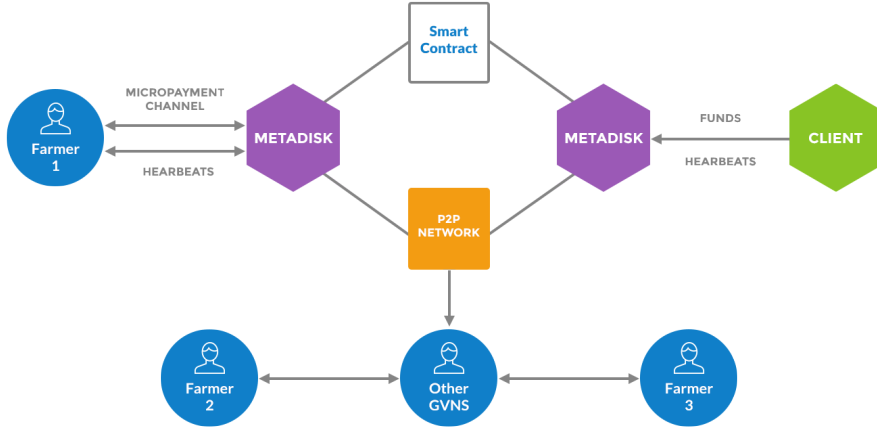 Smart
Contract
MICROPAYMENT
CHANNEL
Farmer
1
HEARBEATS
METADISK
METADISK
FUNDS
HEARBEATS
CLIENT
P2P
NETWORK
Farmer
2
Other
GVNS
Farmer
3